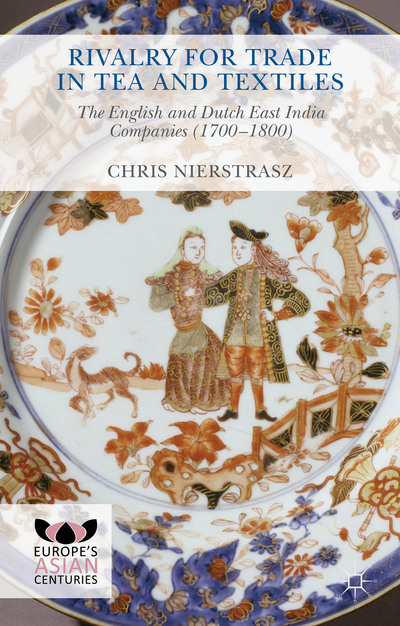 RIVALRY FOR TRADE
IN TEA AND TEXTILES
The English and Dutch East India
Companies (1700–1800)
CHRIS NIERSTRASZ
EUROPE'S
ASIAN
CENTURIES